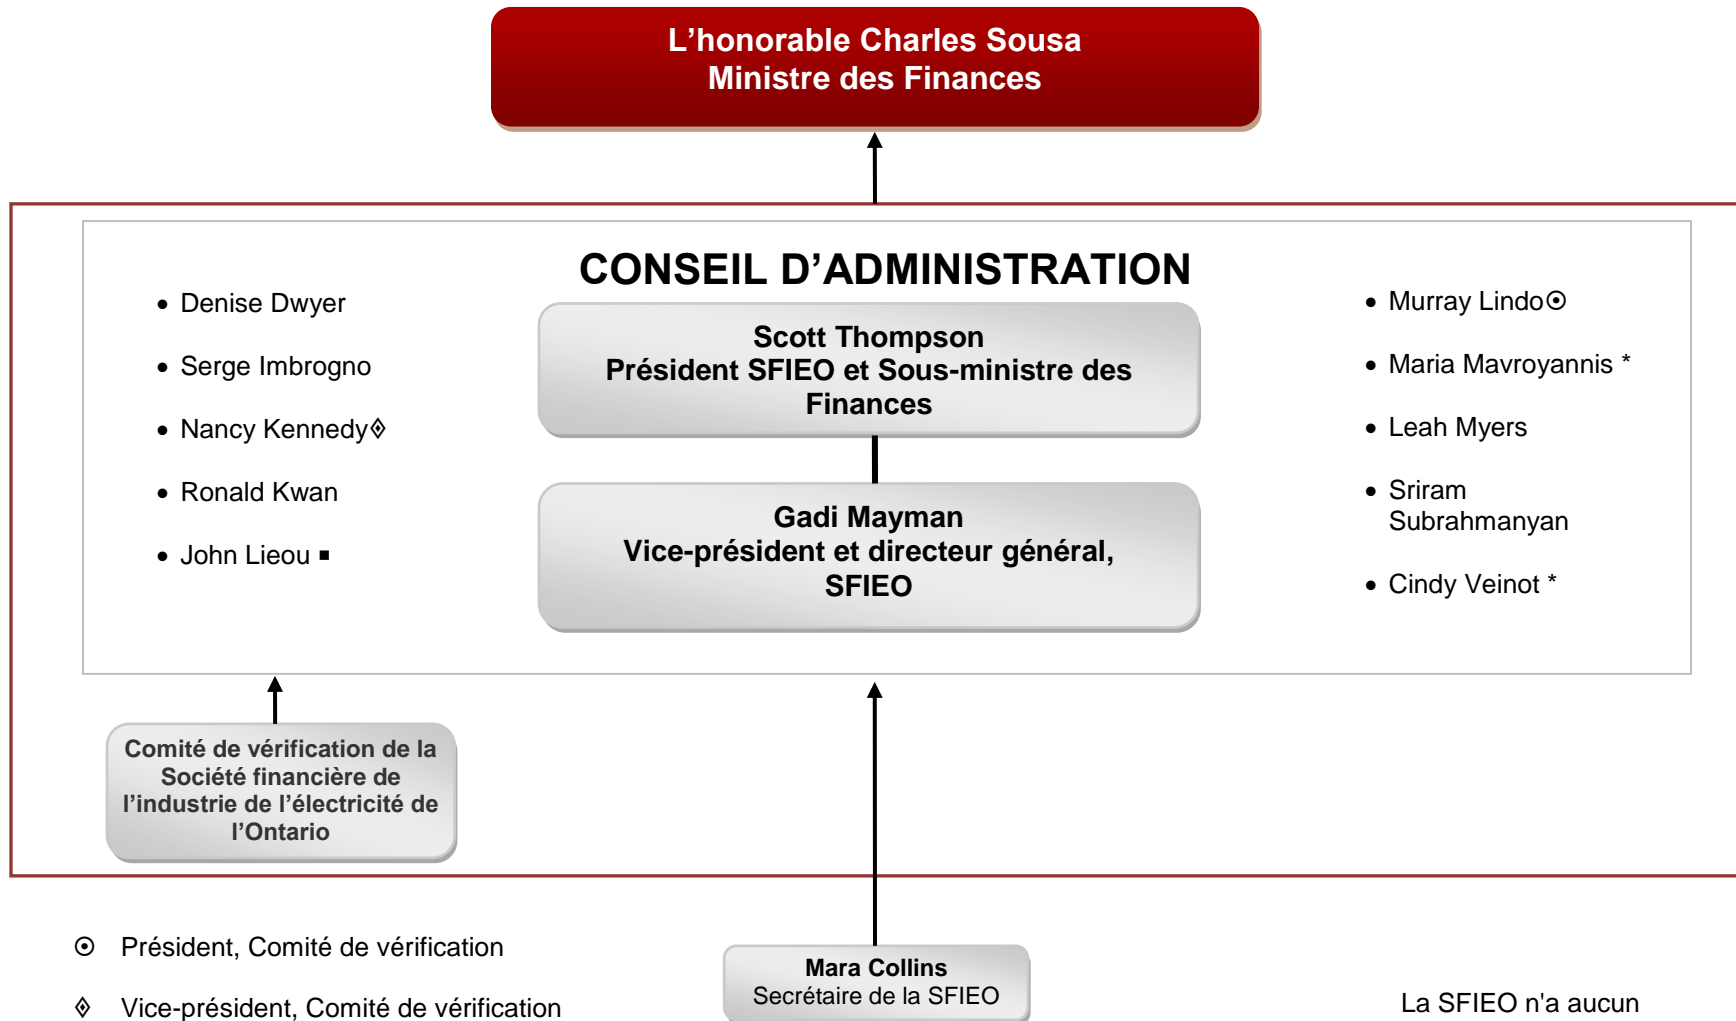 L’honorable Charles Sousa
Ministre des Finances
CONSEIL D’ADMINISTRATION
• Denise Dwyer
• Serge Imbrogno
• Nancy Kennedy◈
• Ronald Kwan
• John Lieou ▪
Scott Thompson
Président SFIEO et Sous-ministre des
Finances
Gadi Mayman
Vice-président et directeur général,
SFIEO
• Murray Lindo⊙
• Maria Mavroyannis *
• Leah Myers
• Sriram
Subrahmanyan
• Cindy Veinot *
Comité de vérification de la
Société financière de
l’industrie de l’électricité de
l’Ontario
⊙ Président, Comité de vérification
◈ Vice-président, Comité de vérification
Mara Collins
Secrétaire de la SFIEO
La SFIEO n'a aucun